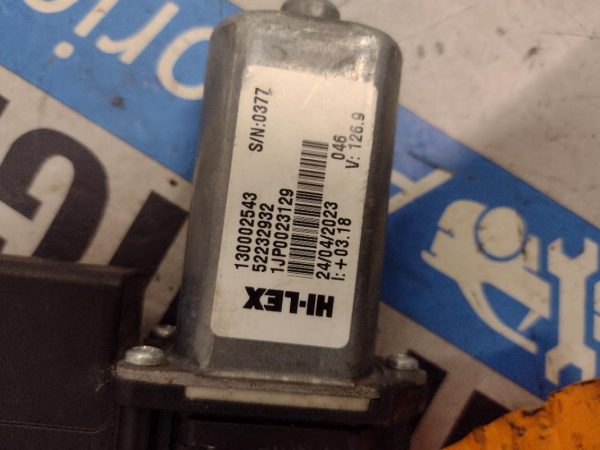 HI-LEX
130002543
S/N:0377
52232932
1JP0023129
046
24/04/2023
V: 126.9
I:+03.18